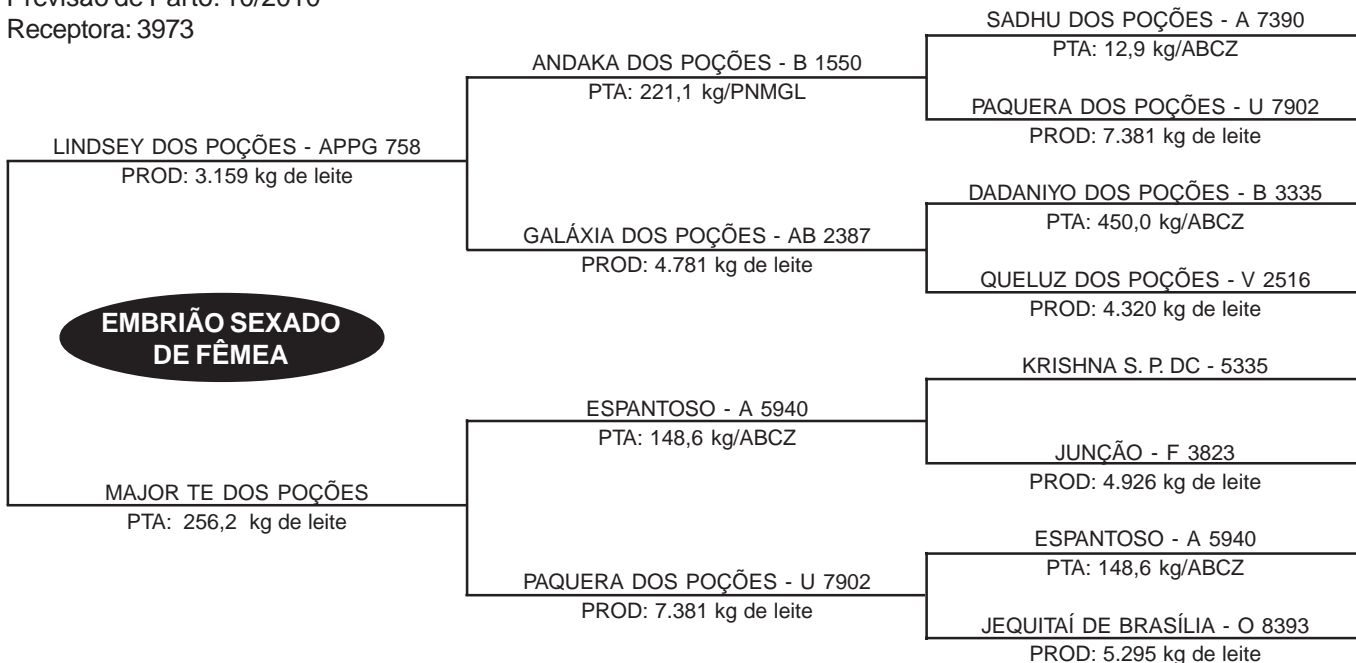 Previsão de Parto: 10/2010
Receptora: 3973
LINDSEY DOS POÇÕES - APPG 758
PROD: 3.159 kg de leite
EMBRIÃO SEXADO
DE FÊMEA
MAJOR TE DOS POÇÕES
PTA: 256,2 kg de leite
ANDAKA DOS POÇÕES - B 1550
PTA: 221,1 kg/PNMGL
GALÁXIA DOS POÇÕES - AB 2387
PROD: 4.781 kg de leite
ESPANTOSO - A 5940
PTA: 148,6 kg/ABCZ
PAQUERA DOS POÇÕES - U 7902
PROD: 7.381 kg de leite
SADHU DOS POÇÕES - A 7390
PTA: 12,9 kg/ABCZ
PAQUERA DOS POÇÕES - U 7902
PROD: 7.381 kg de leite
DADANIYO DOS POÇÕES - B 3335
PTA: 450,0 kg/ABCZ
QUELUZ DOS POÇÕES - V 2516
PROD: 4.320 kg de leite
KRISHNA S. P. DC - 5335
JUNÇÃO - F 3823
PROD: 4.926 kg de leite
ESPANTOSO - A 5940
PTA: 148,6 kg/ABCZ
JEQUITAÍ DE BRASÍLIA - O 8393
PROD: 5.295 kg de leite